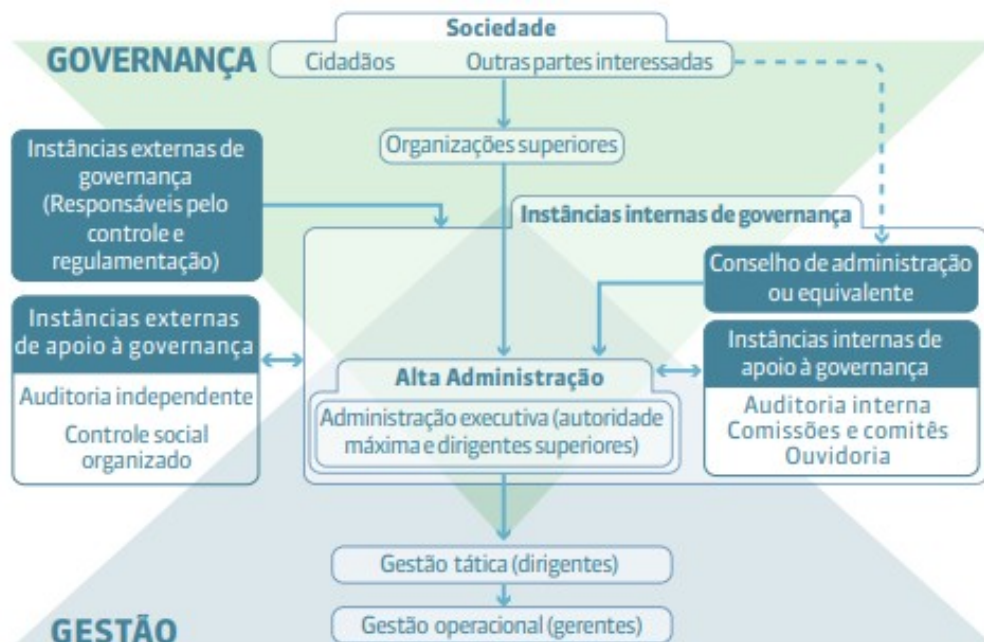 Sociedade
GOVERNANÇA
Cidadãos
Outras partes interessadas
Organizações superiores
Instâncias externas de
governança
(Responsáveis pelo
controle e
regulamentação)
Instâncias internas de governança
Conselho de administração
ou equivalente
Instâncias externas
de apoio à governança
Auditoria independente
Controle social
organizado
Instâncias internas de
apoio à governança
Auditoria interna
Comissões e comitês
Ouvidoria
Alta Administração
Administração executiva (autoridade
máxima e dirigentes superiores)
Gestão tática (dirigentes)
Gestão operacional (gerentes)
GESTÃO